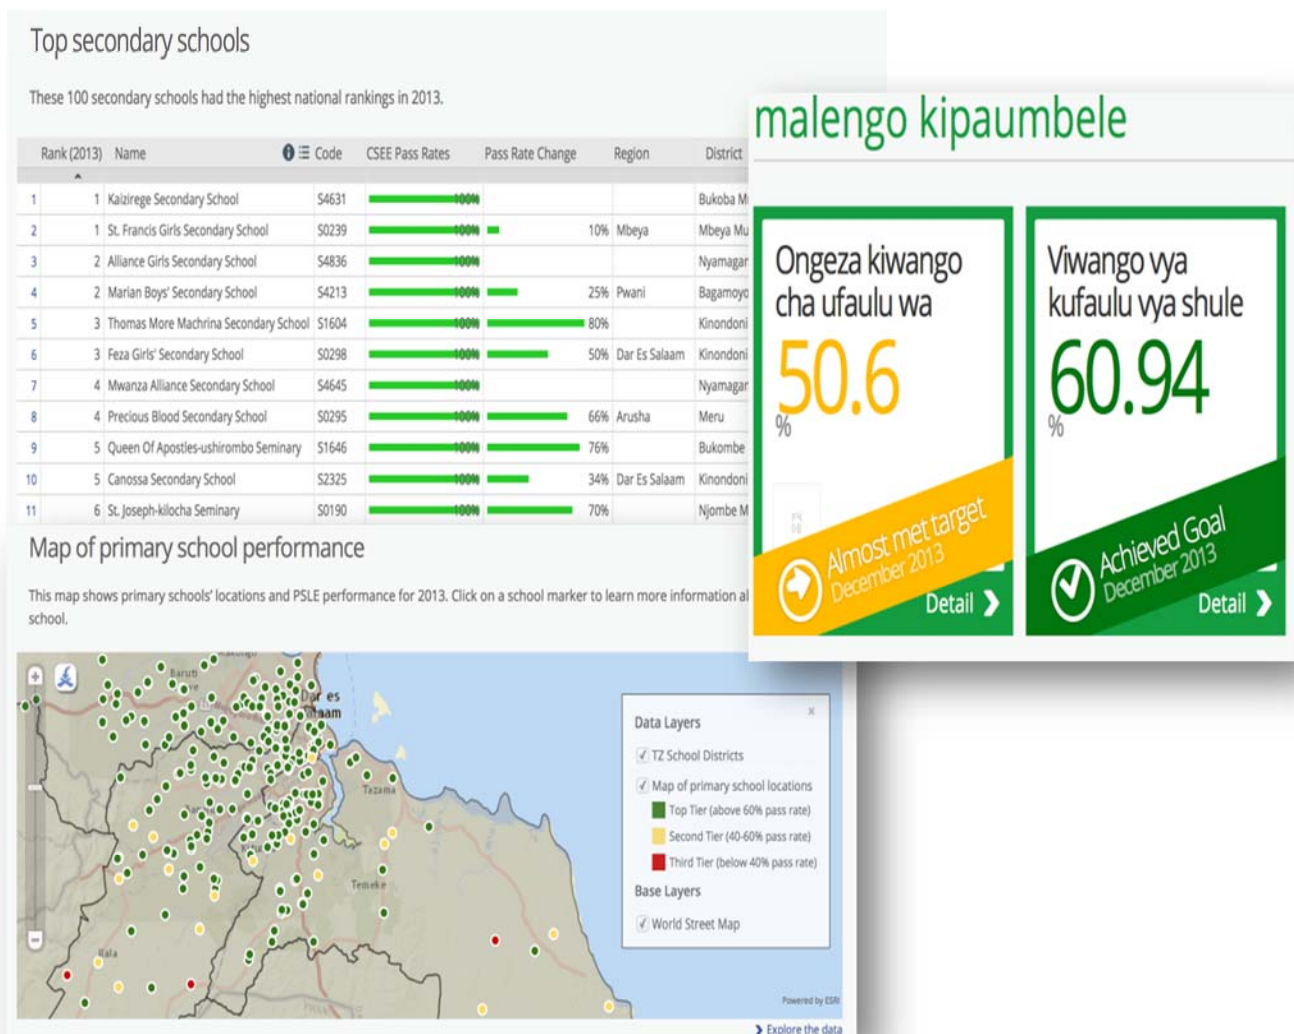 Top secondary schools
These 100 secondary schools had the highest national rankings in 2013.
Rank (2013) Name Code CSEE Pass Rates Pass Rate Change Region District
1 1 Kaizirege Secondary School S4631 100% Bukoba M
2 1 St. Francis Girls Secondary School S0239 100% 10% Mbeya Mbeya Mu
3 2 Alliance Girls Secondary School S4836 100% Nyamagar
4 2 Marian Boys' Secondary School S4213 100% 25% Pwani Bagamoyo
5 3 Thomas More Machrina Secondary School S1604 100% 80% Kinondoni
6 3 Feza Girls' Secondary School S0298 100% 50% Dar Es Salaam Kinondoni
7 4 Mwanza Alliance Secondary School S4645 100% Nyamagar
8 4 Precious Blood Secondary School S0295 100% 66% Arusha Meru
9 5 Queen Of Apostles-ushirombo Seminary S1646 100% 76% Bukombe
10 5 Canossa Secondary School S2325 100% 34% Dar Es Salaam Kinondoni
11 6 St. Joseph-kilocha Seminary S0190 100% 70% Njombe M
malengo kipaumbele
Ongeza kiwango
cha ufaulu wa
50.6
%
Almost met target
December 2013
Detail
Viwango vya
kufaulu vya shule
60.94
%
Achieved Goal
December 2013
Detail
Map of primary school performance
This map shows primary schools' locations and PSLE performance for 2013. Click on a school marker to learn more information al
school.
Baruti
Dar es
Tazama
Temeke
Data Layers
TZ School Districts
Map of primary school locations
Top Tier (above 60% pass rate)
Second Tier (40-60% pass rate)
Third Tier (below 40% pass rate)
Base Layers
World Street Map
Powered by ESRI
Explore the data